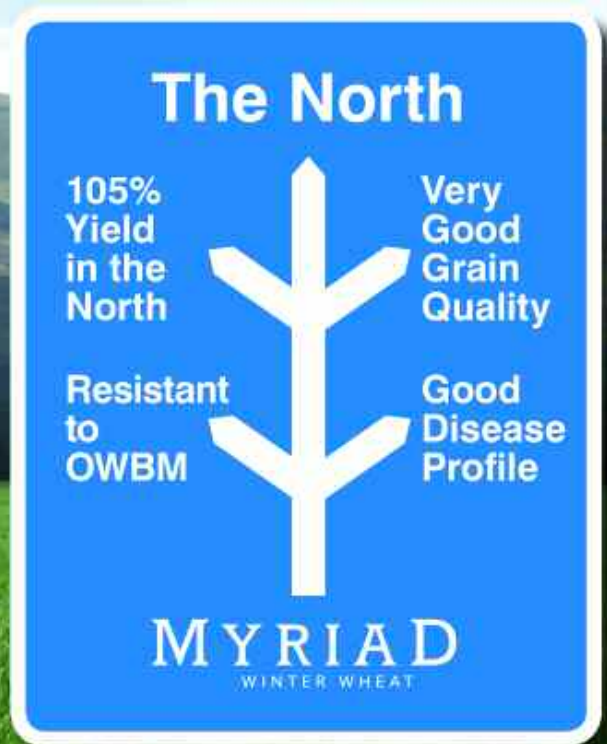 The North
105%
Yield
in the
North
Very
Good
Grain
Quality
Resistant
to
OWBM
Good
Disease
Profile
MYRIAD
WINTER WHEAT